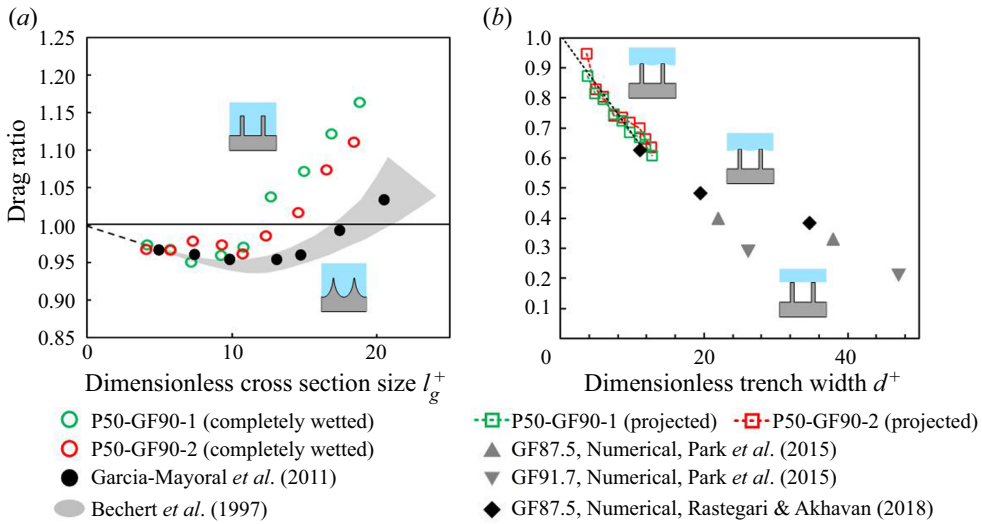 (a)
(b)
1.25
1.20
1.15
1.10
1.05
1.00
0.95
0.90
0.85
Drag ratio
0
10
20
Dimensionless cross section size l_g^+
1.0
0.9
0.8
0.7
0.6
0.5
0.4
0.3
0.2
0.1
0
20
40
Dimensionless trench width d^+
P50-GF90-1 (completely wetted)
P50-GF90-2 (completely wetted)
Garcia-Mayoral et al. (2011)
Bechert et al. (1997)
P50-GF90-1 (projected) P50-GF90-2 (projected)
GF87.5, Numerical, Park et al. (2015)
GF91.7, Numerical, Park et al. (2015)
GF87.5, Numerical, Rastegari & Akhavan (2018)